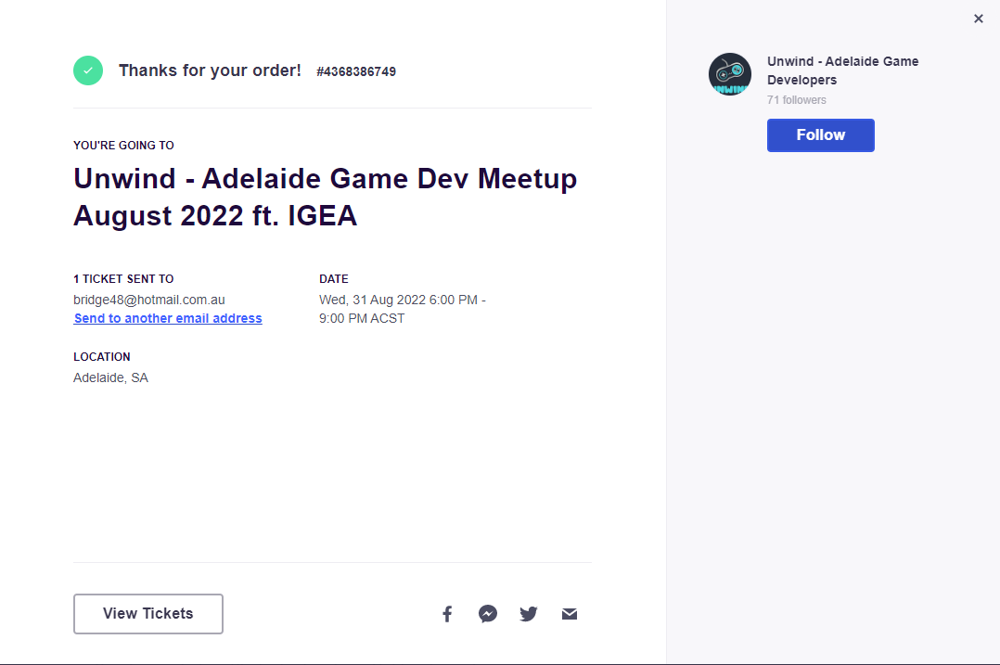 Thanks for your order! #4368386749
YOU'RE GOING TO
Unwind - Adelaide Game Dev Meetup
August 2022 ft. IGEA
1 TICKET SENT TO
bridge48@hotmail.com.au
Send to another email address
DATE
Wed, 31 Aug 2022 6:00 PM -
9:00 PM ACST
LOCATION
Adelaide, SA
View Tickets
UNWIND
Unwind - Adelaide Game
Developers
71 followers
Follow